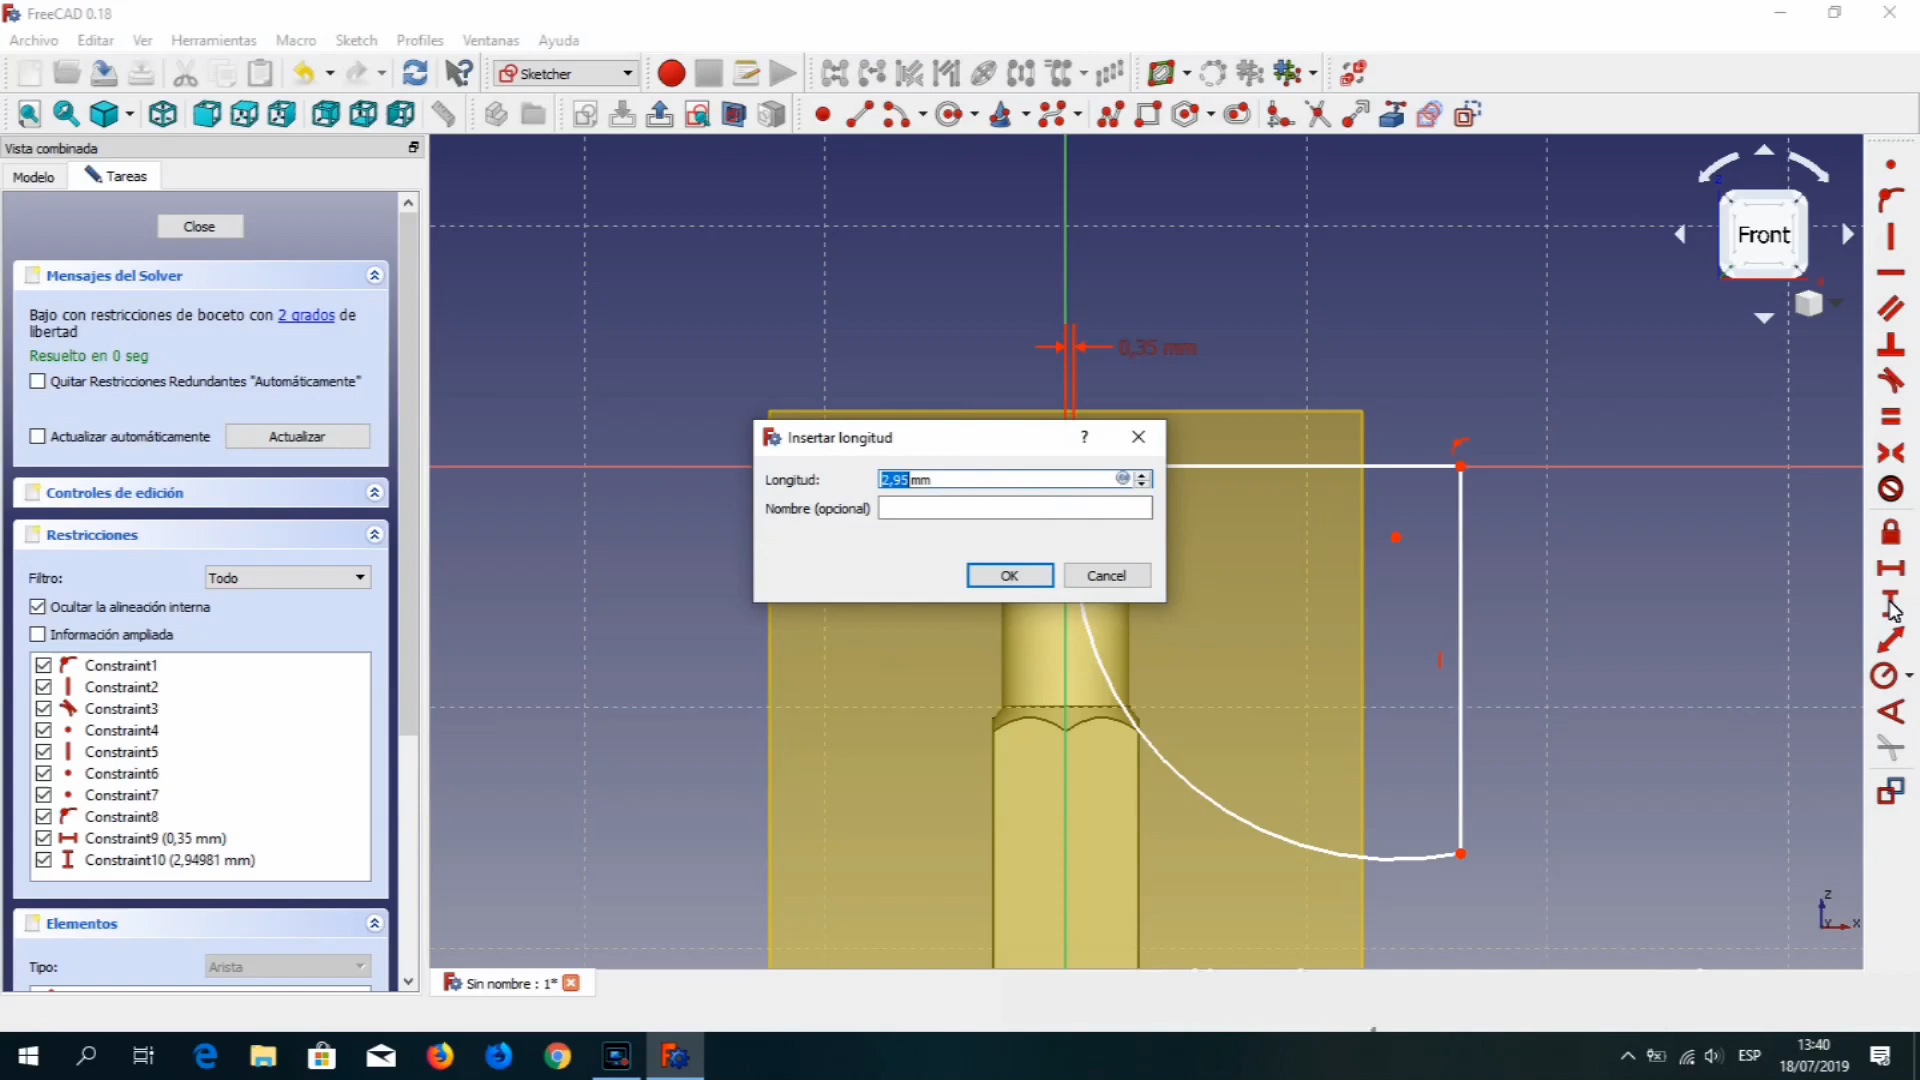 FreeCAD 0.18
Archivo Editar Ver Herramientas Macro Sketch Profiles Ventanas Ayuda
Sketcher
Vista combinada
Modelo Tareas
Close
Mensajes del Solver
Bajo con restricciones de boceto con 2 grados de
libertad
Resuelto en 0 seg
Quitar Restricciones Redundantes "Automáticamente"
Actualizar automáticamente Actualizar
Controles de edición
Restricciones
Filtro: Todo
Ocultar la alineación interna
Información ampliada
Constraint1
Constraint2
Constraint3
Constraint4
Constraint5
Constraint6
Constraint7
Constraint8
Constraint9 (0,35 mm)
Constraint10 (2,94981 mm)
Elementos
Tipo: Arista
0,35 mm
Insertar longitud ?
Longitud: 2,95 mm
Nombre (opcional)
OK Cancel
Front
Z
Y X
Sin nombre : 1*
ESP
13:40
18/07/2019